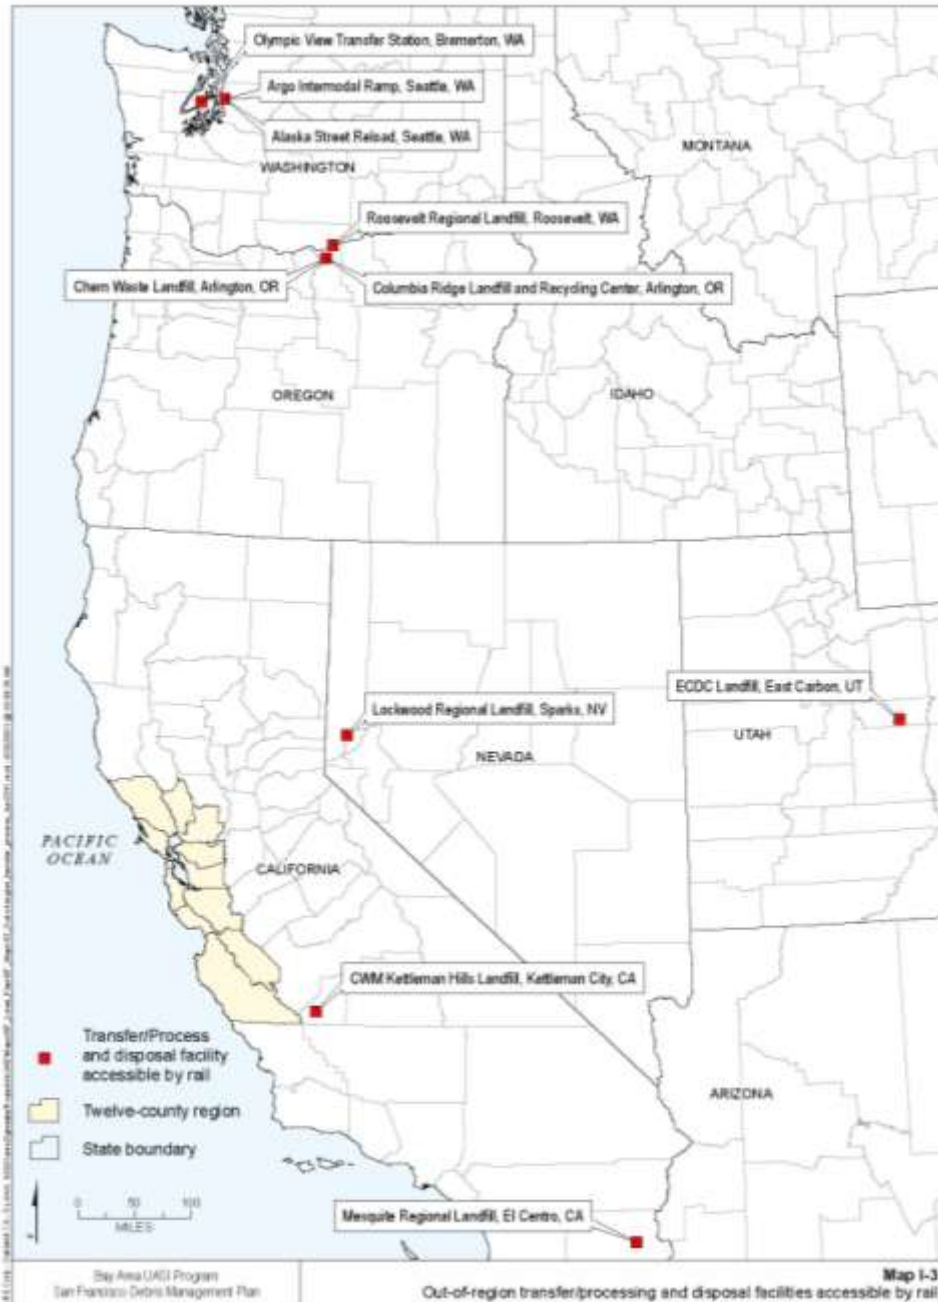 Olympic View Transfer Station, Bremerton, WA
Argo Intermodal Ramp, Seattle, WA
Alaska Street Reload, Seattle, WA
WASHINGTON
MONTANA
Roosevelt Regional Landfill, Roosevelt, WA
Chem Waste Landfill, Arlington, OR
Columbia Ridge Landfill and Recycling Center, Arlington, OR
OREGON
IDAHO
ECDC Landfill, East Carbon, UT
Lockwood Regional Landfill, Sparks, NV
UTAH
NEVADA
PACIFIC
OCEAN
CALIFORNIA
CWM Kettleman Hills Landfill, Kettleman City, CA
Transfer/Process
and disposal facility
accessible by rail
ARIZONA
Twelve-county region
State boundary
0 50 100
MILES
Mesquite Regional Landfill, El Centro, CA
Bay Area UASI Program
San Francisco Debris Management Plan
Map I-3
Out-of-region transfer/processing and disposal facilities accessible by rail